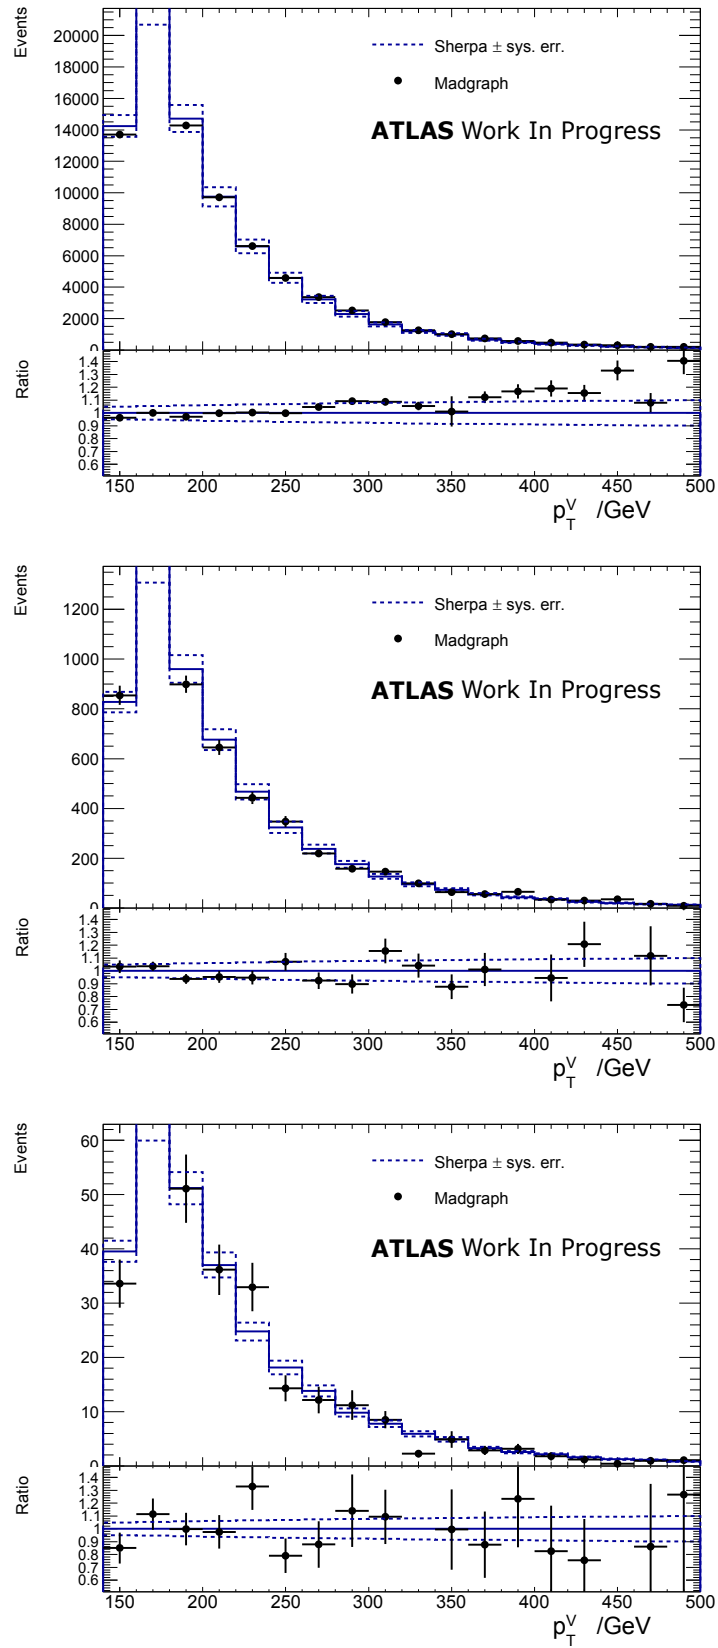 Events
20000
18000
16000
14000
12000
10000
8000
6000
4000
2000
0
Sherpa ± sys. err.
Madgraph
ATLAS Work In Progress
Ratio
1.4
1.3
1.2
1.1
1
0.9
0.8
0.7
0.6
150 200 250 300 350 400 450 500
p_T^V /GeV
Events
1200
1000
800
600
400
200
0
Sherpa ± sys. err.
Madgraph
ATLAS Work In Progress
Ratio
1.4
1.3
1.2
1.1
1
0.9
0.8
0.7
0.6
150 200 250 300 350 400 450 500
p_T^V /GeV
Events
60
50
40
30
20
10
0
Sherpa ± sys. err.
Madgraph
ATLAS Work In Progress
Ratio
1.4
1.3
1.2
1.1
1
0.9
0.8
0.7
0.6
150 200 250 300 350 400 450 500
p_T^V /GeV